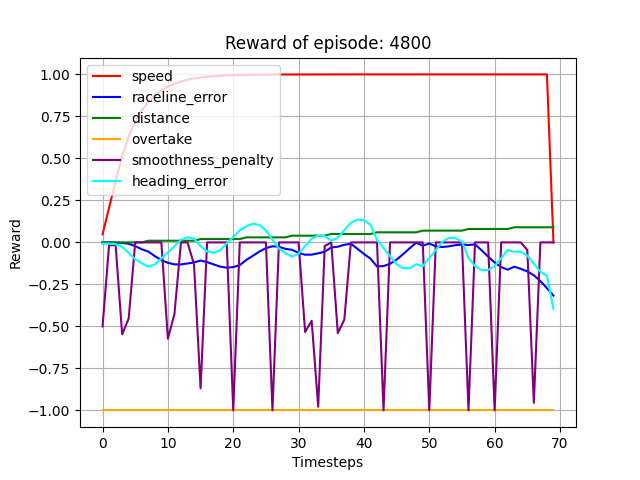 Reward of episode: 4800
Reward
1.00
0.75
0.50
0.25
0.00
−0.25
−0.50
−0.75
−1.00
speed
raceline_error
distance
overtake
smoothness_penalty
heading_error
0 10 20 30 40 50 60 70
Timesteps